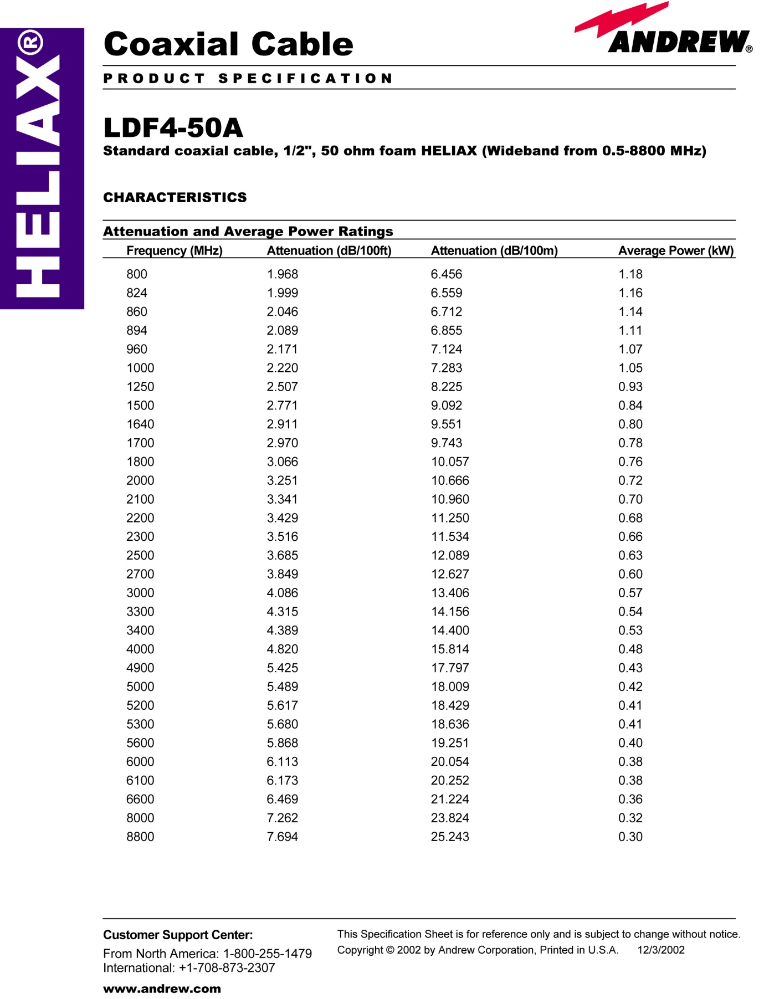 HELIAX®
Coaxial Cable
ANDREW®
PRODUCT SPECIFICATION
LDF4-50A
Standard coaxial cable, 1/2", 50 ohm foam HELIAX (Wideband from 0.5-8800 MHz)
CHARACTERISTICS
Attenuation and Average Power Ratings
Frequency (MHz) Attenuation (dB/100ft) Attenuation (dB/100m) Average Power (kW)
800 1.968 6.456 1.18
824 1.999 6.559 1.16
860 2.046 6.712 1.14
894 2.089 6.855 1.11
960 2.171 7.124 1.07
1000 2.220 7.283 1.05
1250 2.507 8.225 0.93
1500 2.771 9.092 0.84
1640 2.911 9.551 0.80
1700 2.970 9.743 0.78
1800 3.066 10.057 0.76
2000 3.251 10.666 0.72
2100 3.341 10.960 0.70
2200 3.429 11.250 0.68
2300 3.516 11.534 0.66
2500 3.685 12.089 0.63
2700 3.849 12.627 0.60
3000 4.086 13.406 0.57
3300 4.315 14.156 0.54
3400 4.389 14.400 0.53
4000 4.820 15.814 0.48
4900 5.425 17.797 0.43
5000 5.489 18.009 0.42
5200 5.617 18.429 0.41
5300 5.680 18.636 0.41
5600 5.868 19.251 0.40
6000 6.113 20.054 0.38
6100 6.173 20.252 0.38
6600 6.469 21.224 0.36
8000 7.262 23.824 0.32
8800 7.694 25.243 0.30
Customer Support Center:
From North America: 1-800-255-1479
International: +1-708-873-2307
www.andrew.com
This Specification Sheet is for reference only and is subject to change without notice.
Copyright © 2002 by Andrew Corporation, Printed in U.S.A. 12/3/2002